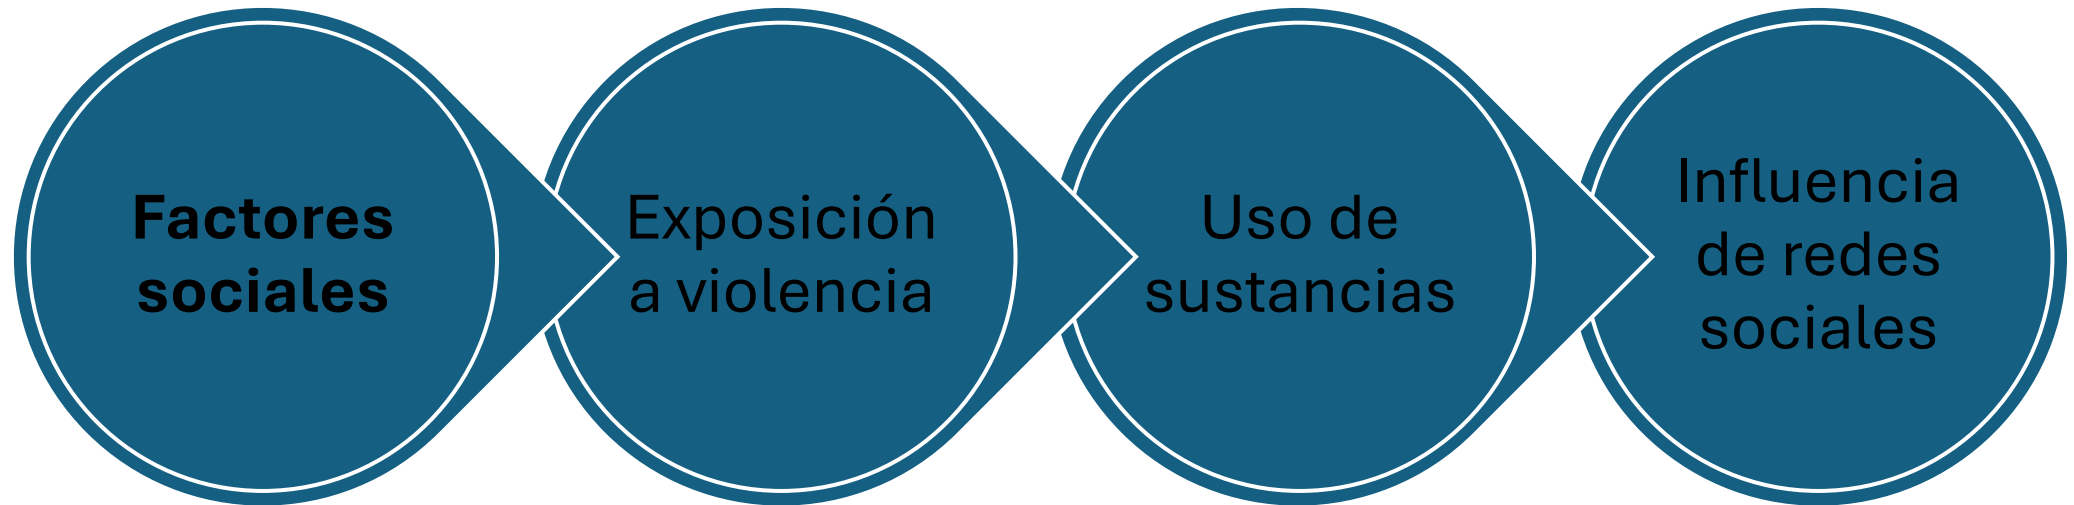 Factores
sociales
Exposición
a violencia
Uso de
sustancias
Influencia
de redes
sociales